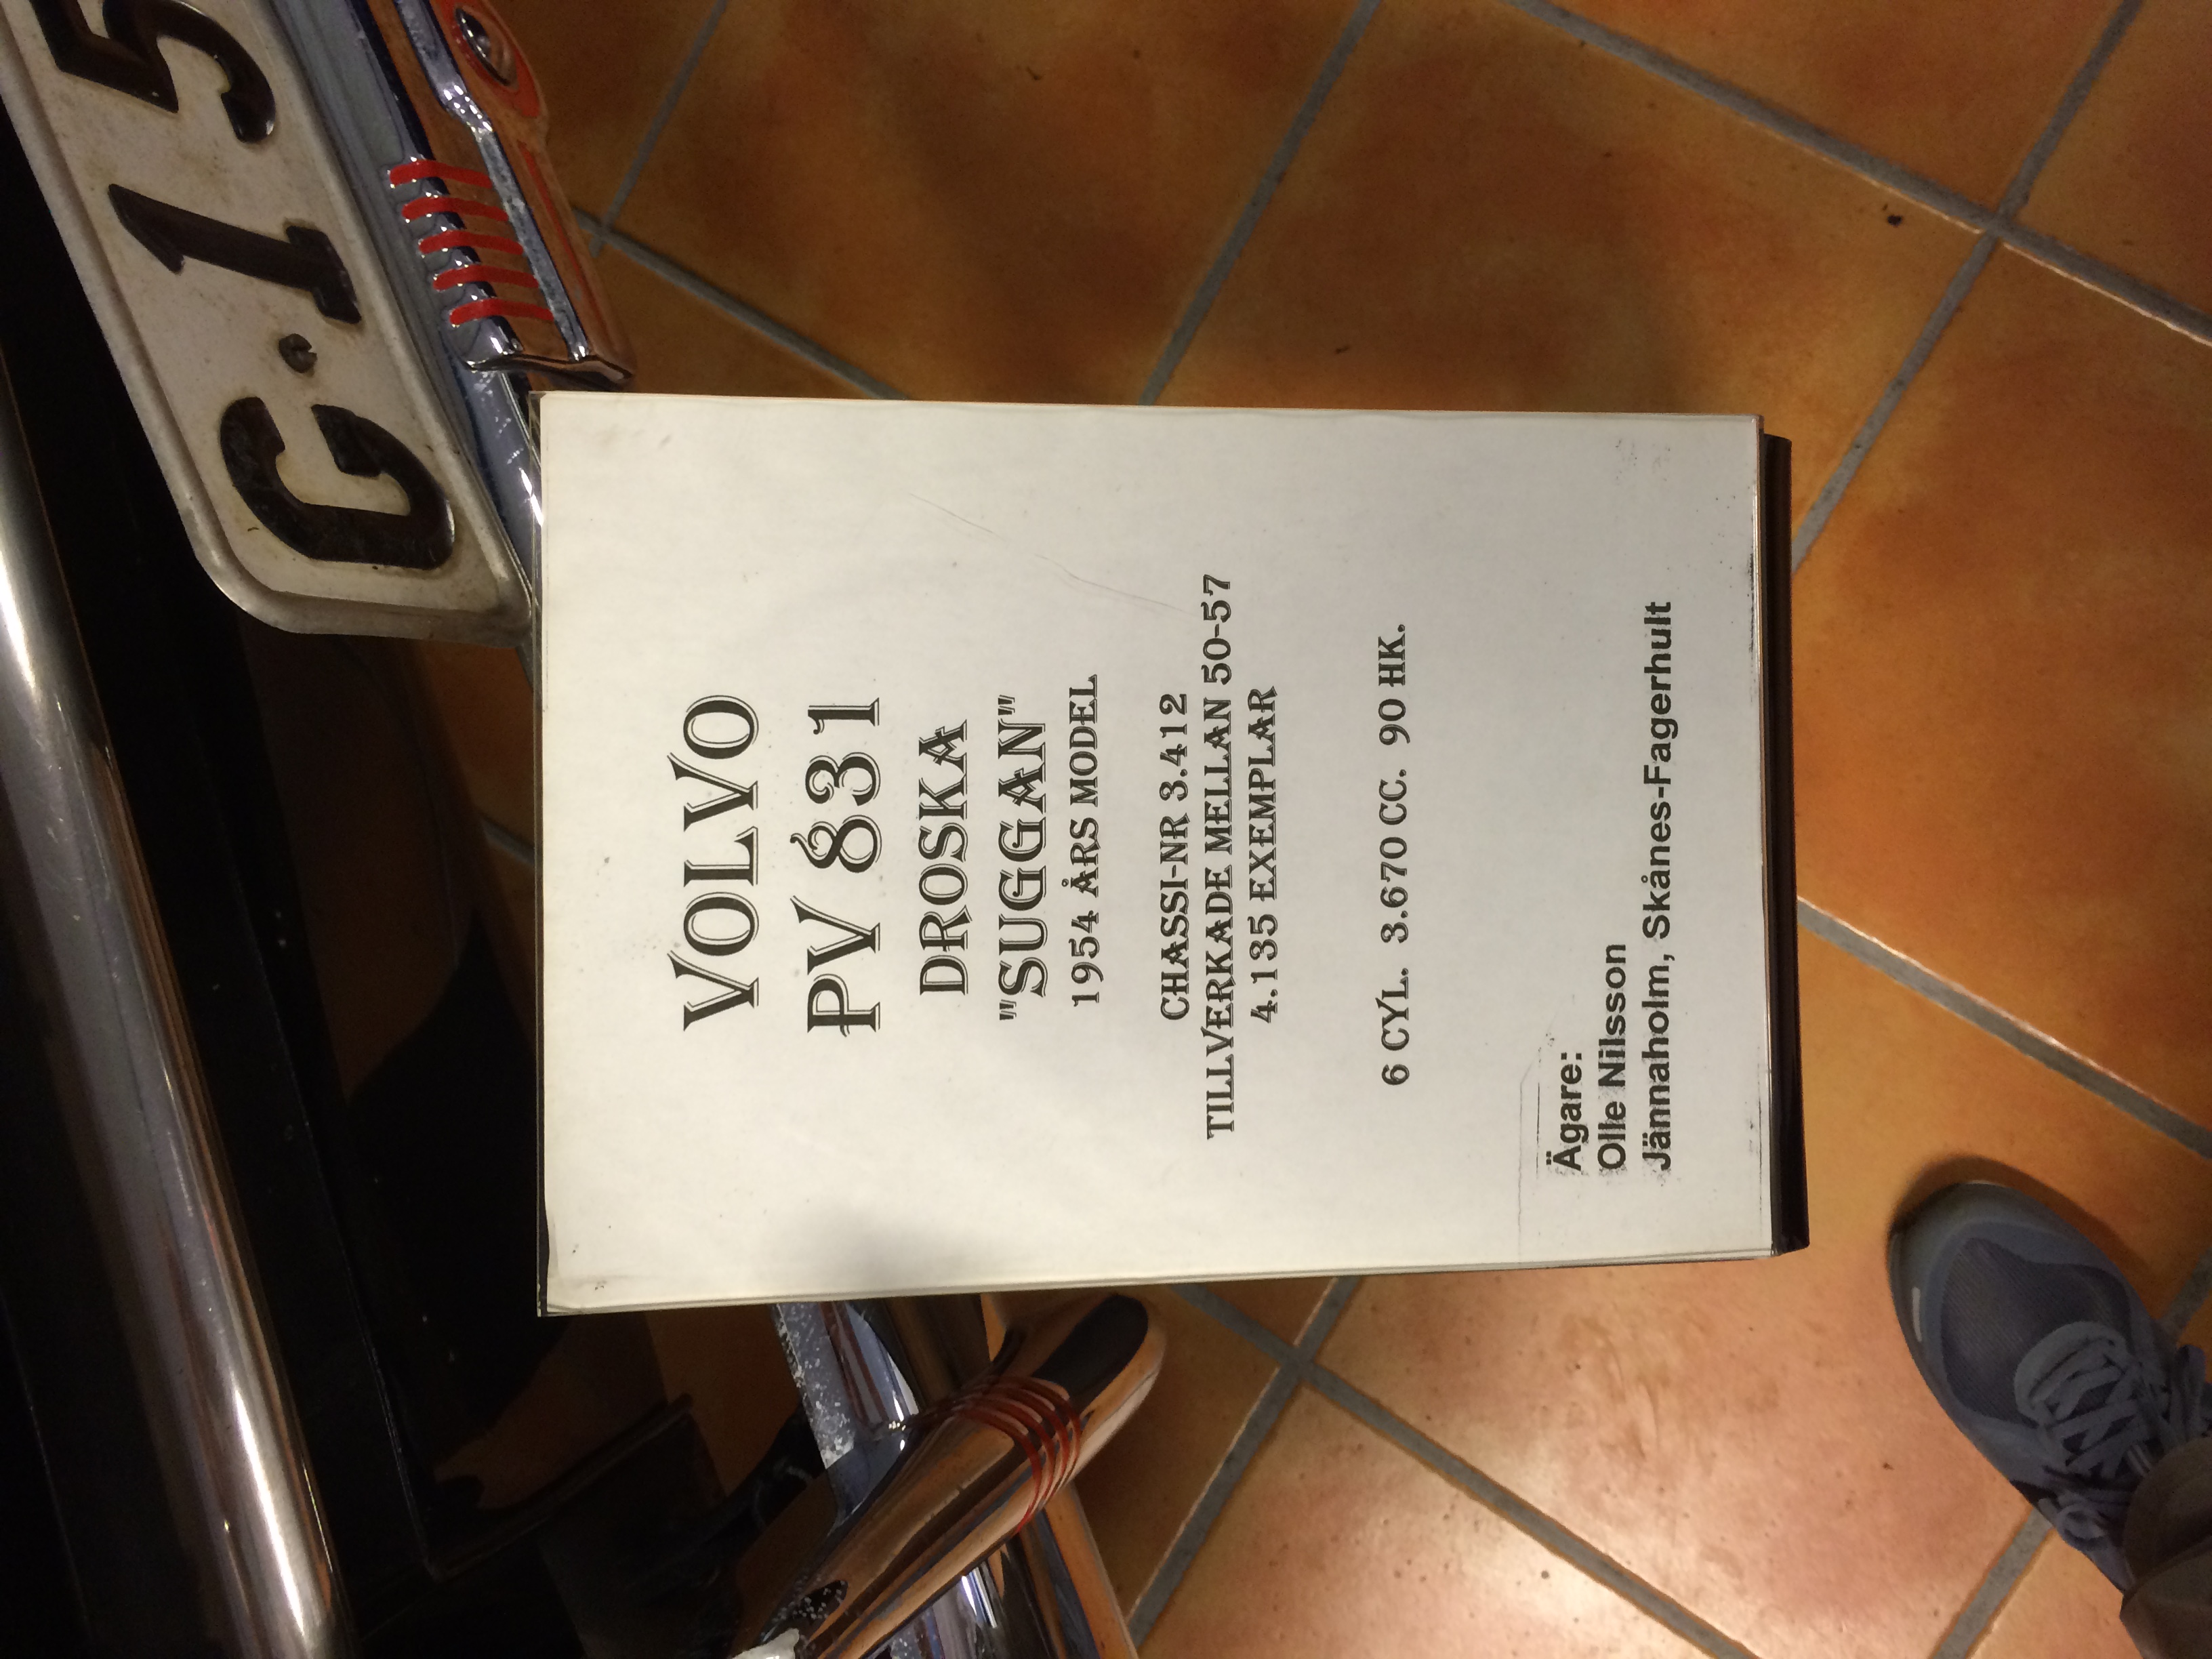 G·15
VOLVO
PV 831
DROSKA
"SUGGAN"
1954 ÅRS MODEL
CHASSI-NR 3.412
TILLVERKADE MELLAN 50-57
4.135 EXEMPLAR
6 CYL. 3.670 CC. 90 HK.
Ägare:
Olle Nilsson
Jännaholm, Skånes-Fagerhult